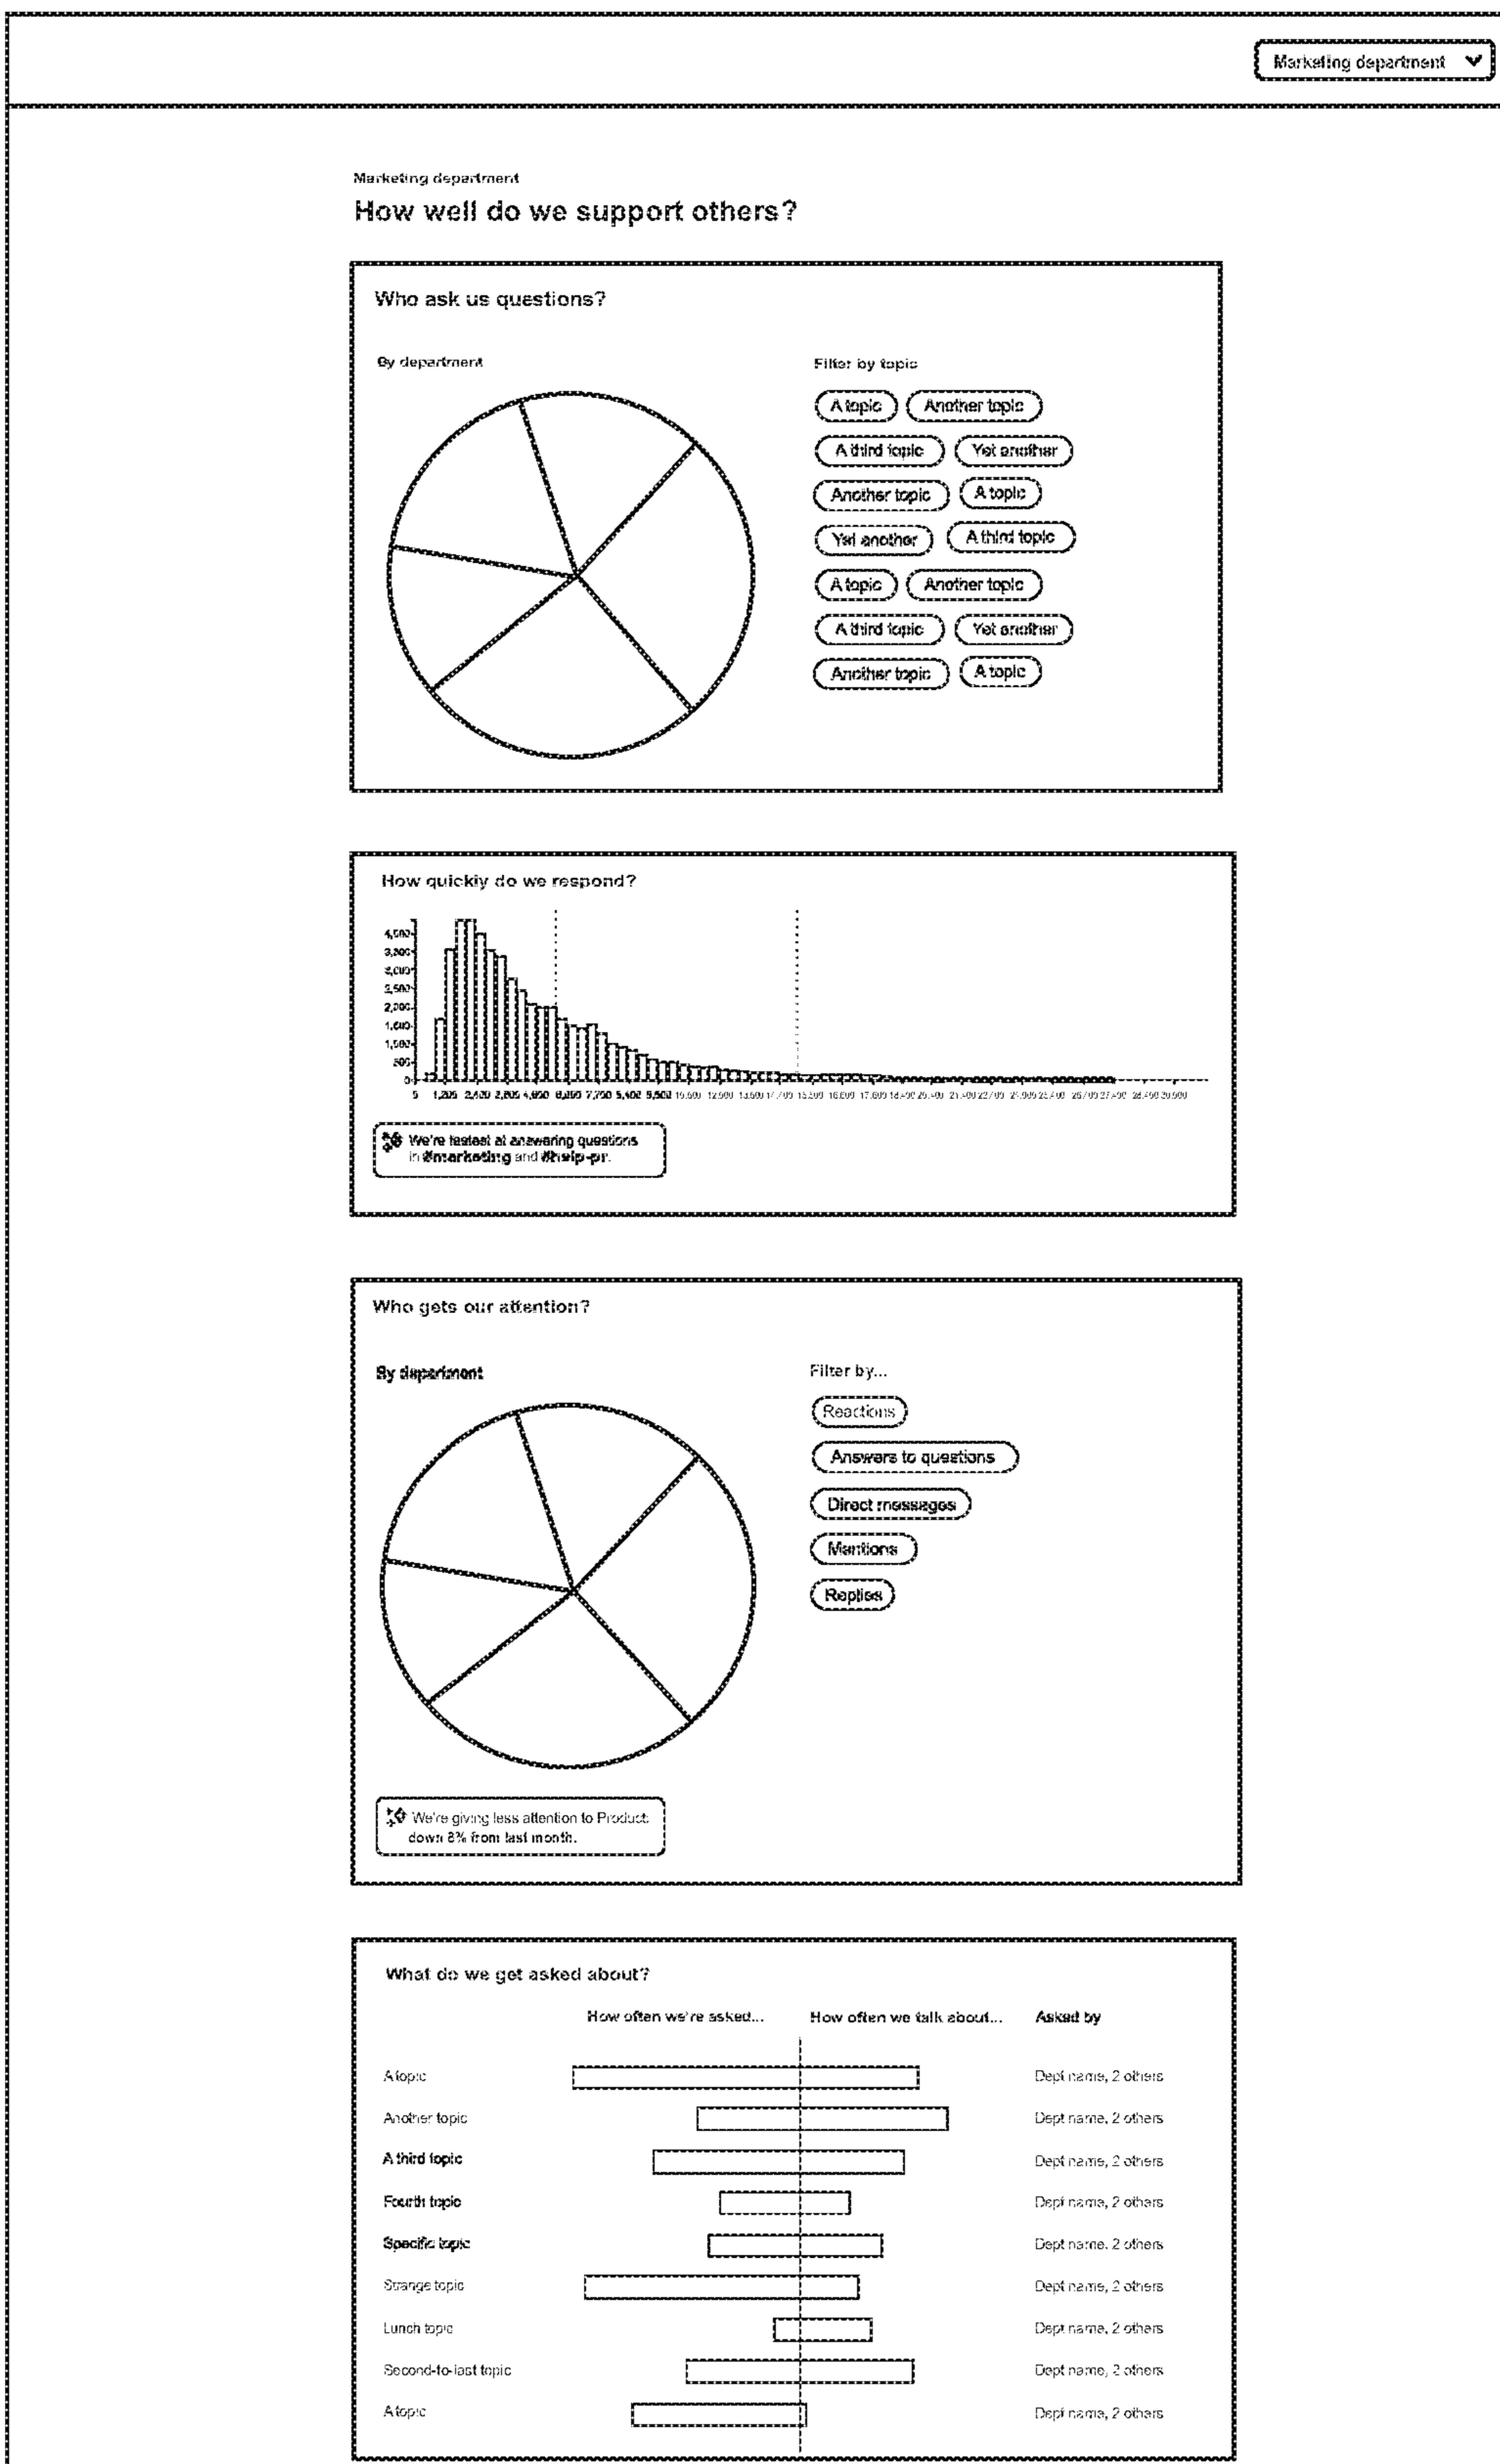 Marketing department
Marketing department
How well do we support others?
Who ask us questions?
By department
Filter by topic
A topic
Another topic
A third topic
Yet another
Another topic
A topic
Yet another
A third topic
A topic
Another topic
A third topic
Yet another
Another topic
A topic
How quickly do we respond?
4,500
2,500
2,000
500
0
We're fastest at answering questions
in #marketing and #help-pr.
Who gets our attention?
By department
Filter by...
Reactions
Answers to questions
Direct messages
Mentions
Replies
We're giving less attention to Product:
down 8% from last month.
What do we get asked about?
How often we're asked... How often we talk about... Asked by
A topic Dept name, 2 others
Another topic Dept name, 2 others
A third topic Dept name, 2 others
Fourth topic Dept name, 2 others
Specific topic Dept name, 2 others
Strange topic Dept name, 2 others
Lunch topic Dept name, 2 others
Second-to-last topic Dept name, 2 others
A topic Dept name, 2 others